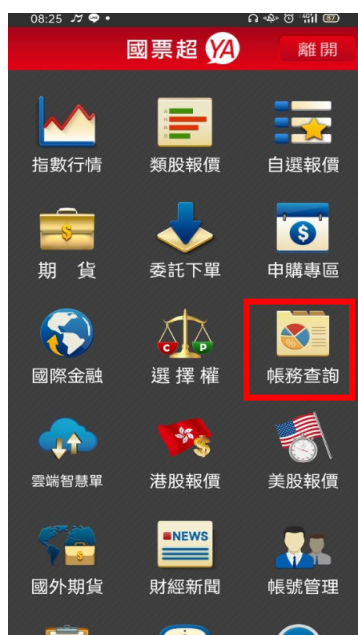 08:25
87
國票超 YA
離開
指數行情 類股報價 自選報價
$ $
期 貨 委託下單 申購專區
C P
國際金融 選擇權 帳務查詢
$
雲端智慧單 港股報價 美股報價
NEWS
國外期貨 財經新聞 帳號管理